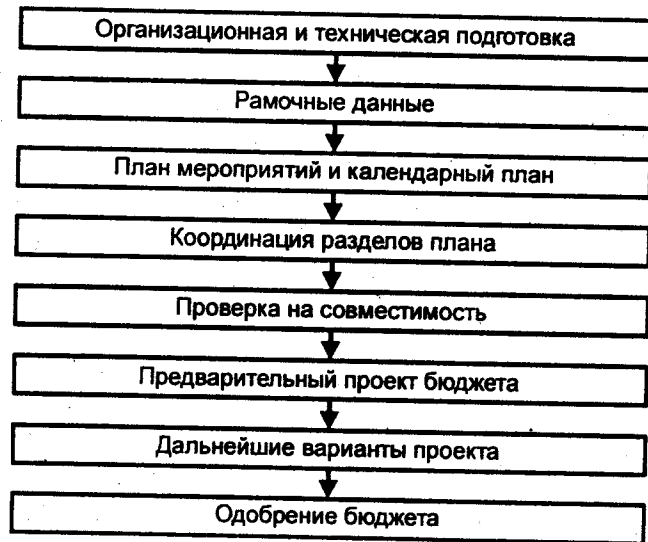 Организационная и техническая подготовка
Рамочные данные
План мероприятий и календарный план
Координация разделов плана
Проверка на совместимость
Предварительный проект бюджета
Дальнейшие варианты проекта
Одобрение бюджета